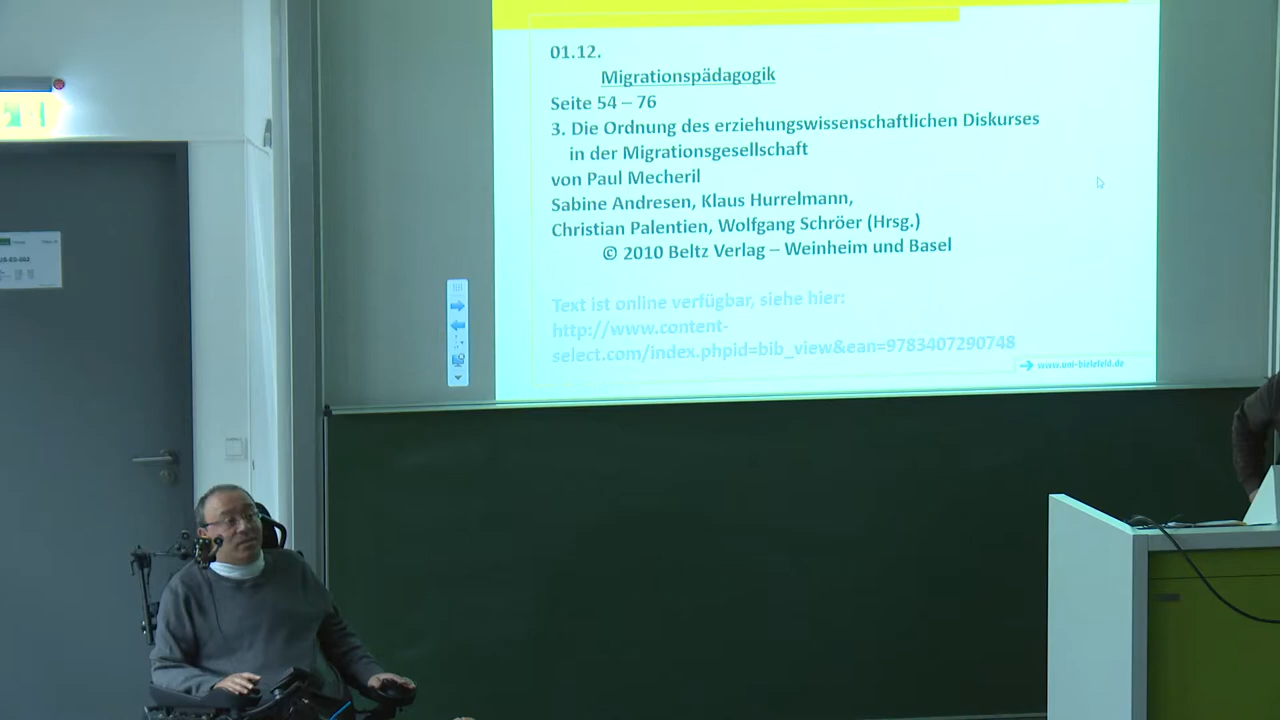 01.12.
Migrationspädagogik
Seite 54 – 76
3. Die Ordnung des erziehungswissenschaftlichen Diskurses
in der Migrationsgesellschaft
von Paul Mecheril
Sabine Andresen, Klaus Hurrelmann,
Christian Palentien, Wolfgang Schröer (Hrsg.)
© 2010 Beltz Verlag – Weinheim und Basel
Text ist online verfügbar, siehe hier:
http://www.content-
select.com/index.phpid=bib_view&ean=9783407290748
www.uni-bielefeld.de